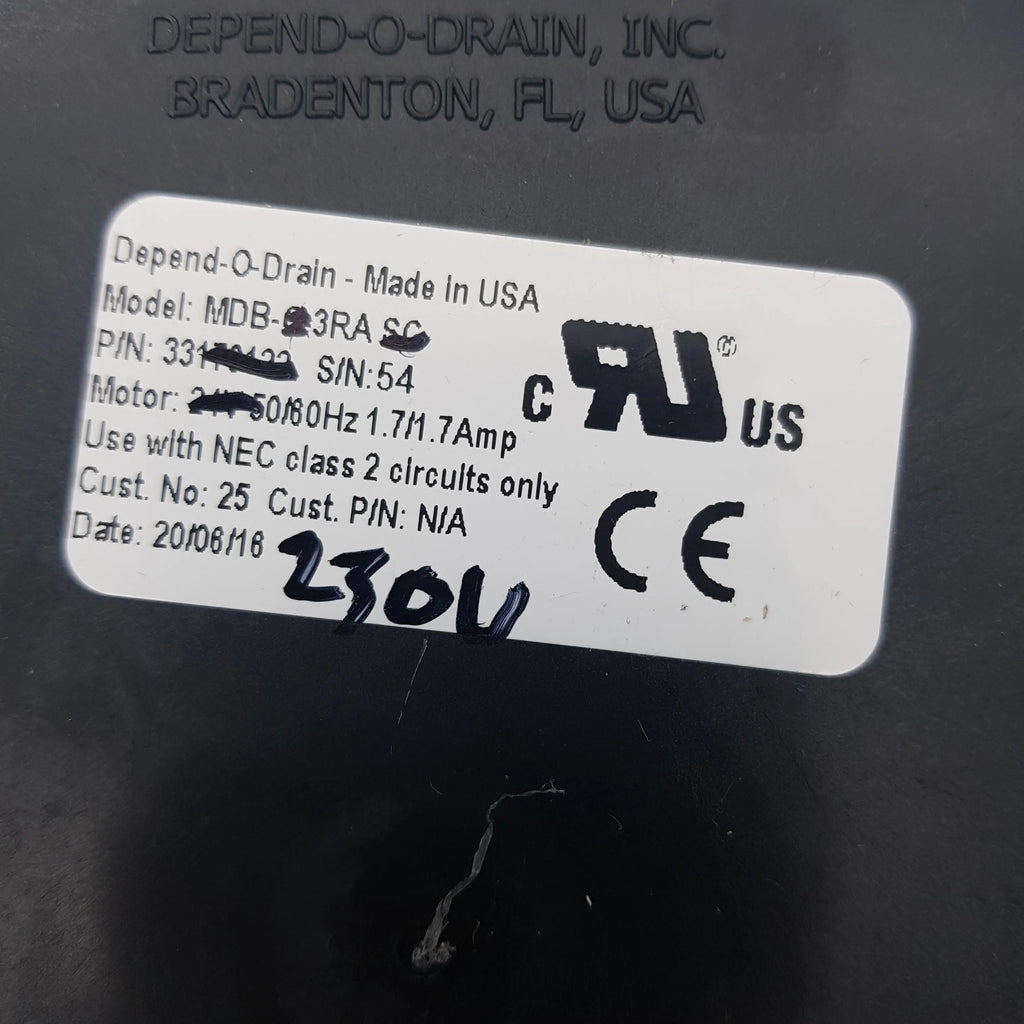 DEPEND-O-DRAIN, INC.
BRADENTON, FL, USA
Depend-O-Drain - Made in USA
Model: MDB- 3RA
P/N: S/N:54
Motor: 50/60Hz 1.7/1.7Amp
Use with NEC class 2 circuits only
Cust. No: 25 Cust. P/N: N/A
Date: 20/06/16
230V
c RU ® US
CE